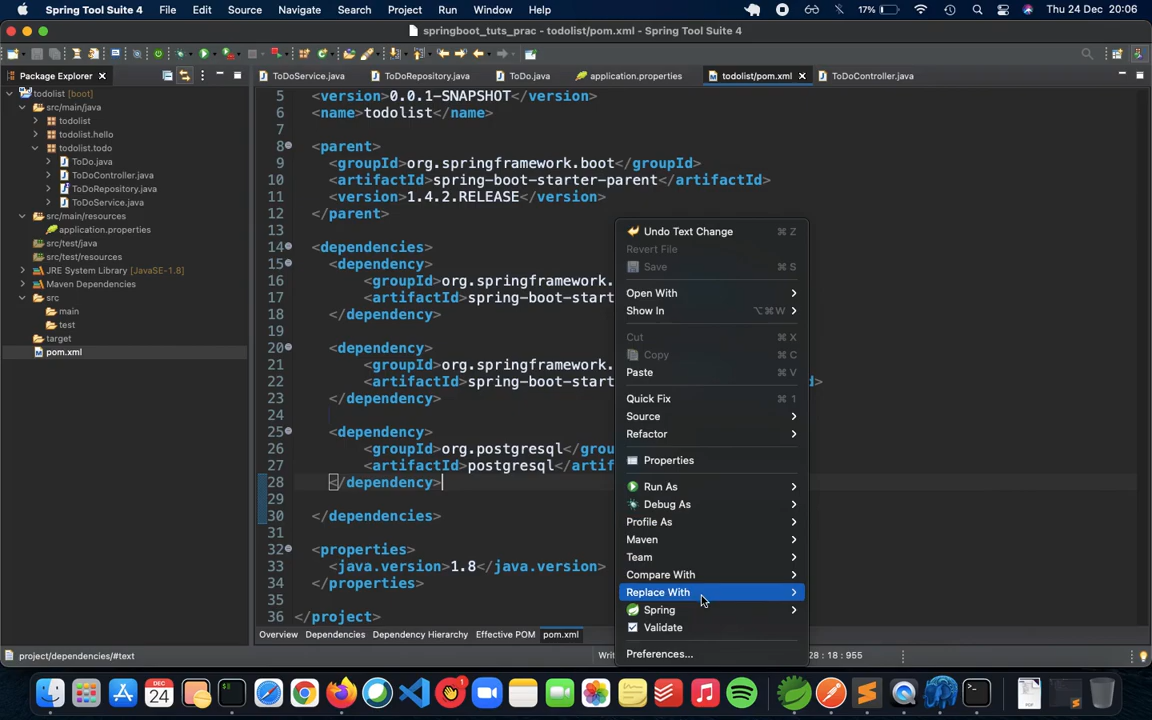 Spring Tool Suite 4 File Edit Source Navigate Search Project Run Window Help 17% Thu 24 Dec 20:06
springboot_tuts_prac - todolist/pom.xml - Spring Tool Suite 4
Package Explorer
ToDoService.java ToDoRepository.java ToDo.java application.properties todolist/pom.xml ToDoController.java
todolist [boot]
src/main/java
todolist
todolist.hello
todolist.todo
ToDo.java
ToDoController.java
ToDoRepository.java
ToDoService.java
src/main/resources
application.properties
src/test/java
src/test/resources
JRE System Library [JavaSE-1.8]
Maven Dependencies
src
main
test
target
pom.xml
5 <version>0.0.1-SNAPSHOT</version>
6 <name>todolist</name>
7
8 <parent>
9 <groupId>org.springframework.boot</groupId>
10 <artifactId>spring-boot-starter-parent</artifactId>
11 <version>1.4.2.RELEASE</version>
12 </parent>
13
14 <dependencies>
15 <dependency>
16 <groupId>org.springframework.
17 <artifactId>spring-boot-start
18 </dependency>
19
20 <dependency>
21 <groupId>org.springframework.
22 <artifactId>spring-boot-start d>
23 </dependency>
24
25 <dependency>
26 <groupId>org.postgresql</grou
27 <artifactId>postgresql</artif
28 </dependency>
29
30 </dependencies>
31
32 <properties>
33 <java.version>1.8</java.version>
34 </properties>
35
36 </project>
Undo Text Change ⌘ Z
Revert File
Save ⌘ S
Open With
Show In ⌥⌘W
Cut ⌘ X
Copy ⌘ C
Paste ⌘ V
Quick Fix ⌘ 1
Source
Refactor
Properties
Run As
Debug As
Profile As
Maven
Team
Compare With
Replace With
Spring
Validate
Preferences...
Overview Dependencies Dependency Hierarchy Effective POM pom.xml
project/dependencies/#text Writ 28 : 18 : 955
DEC
24